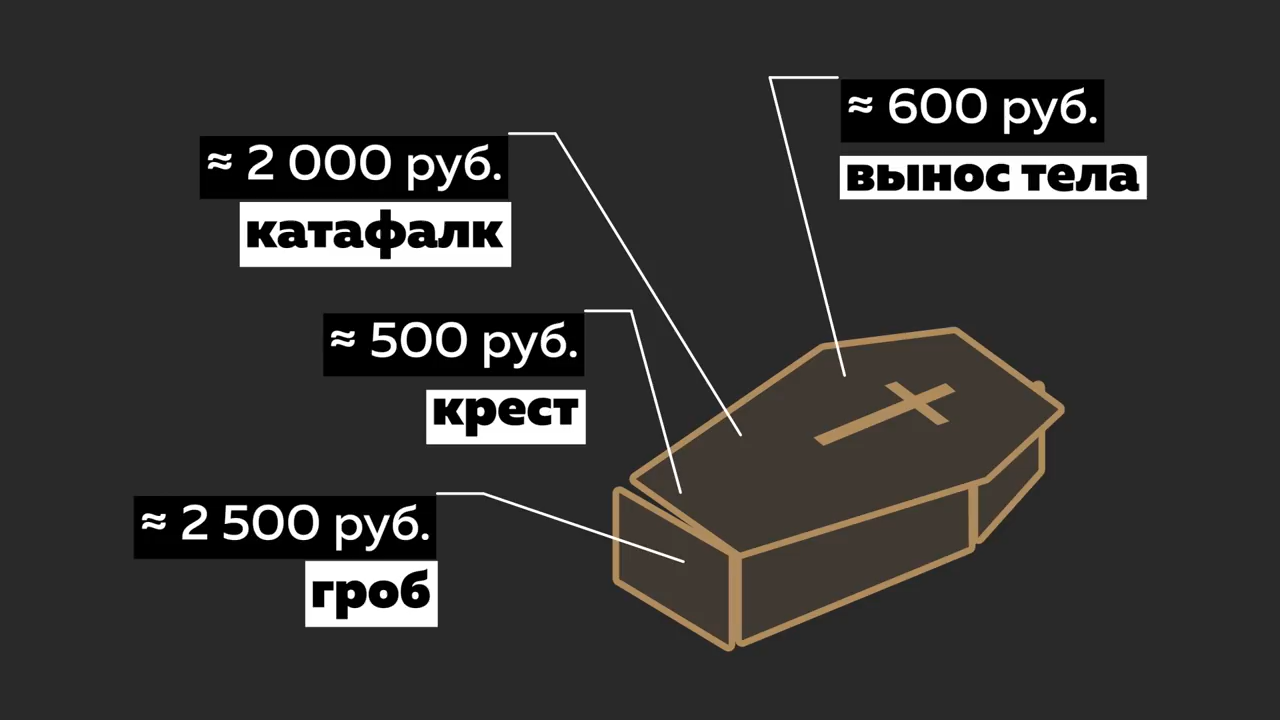 ≈ 600 руб.
вынос тела
≈ 2 000 руб.
катафалк
≈ 500 руб.
крест
≈ 2 500 руб.
гроб